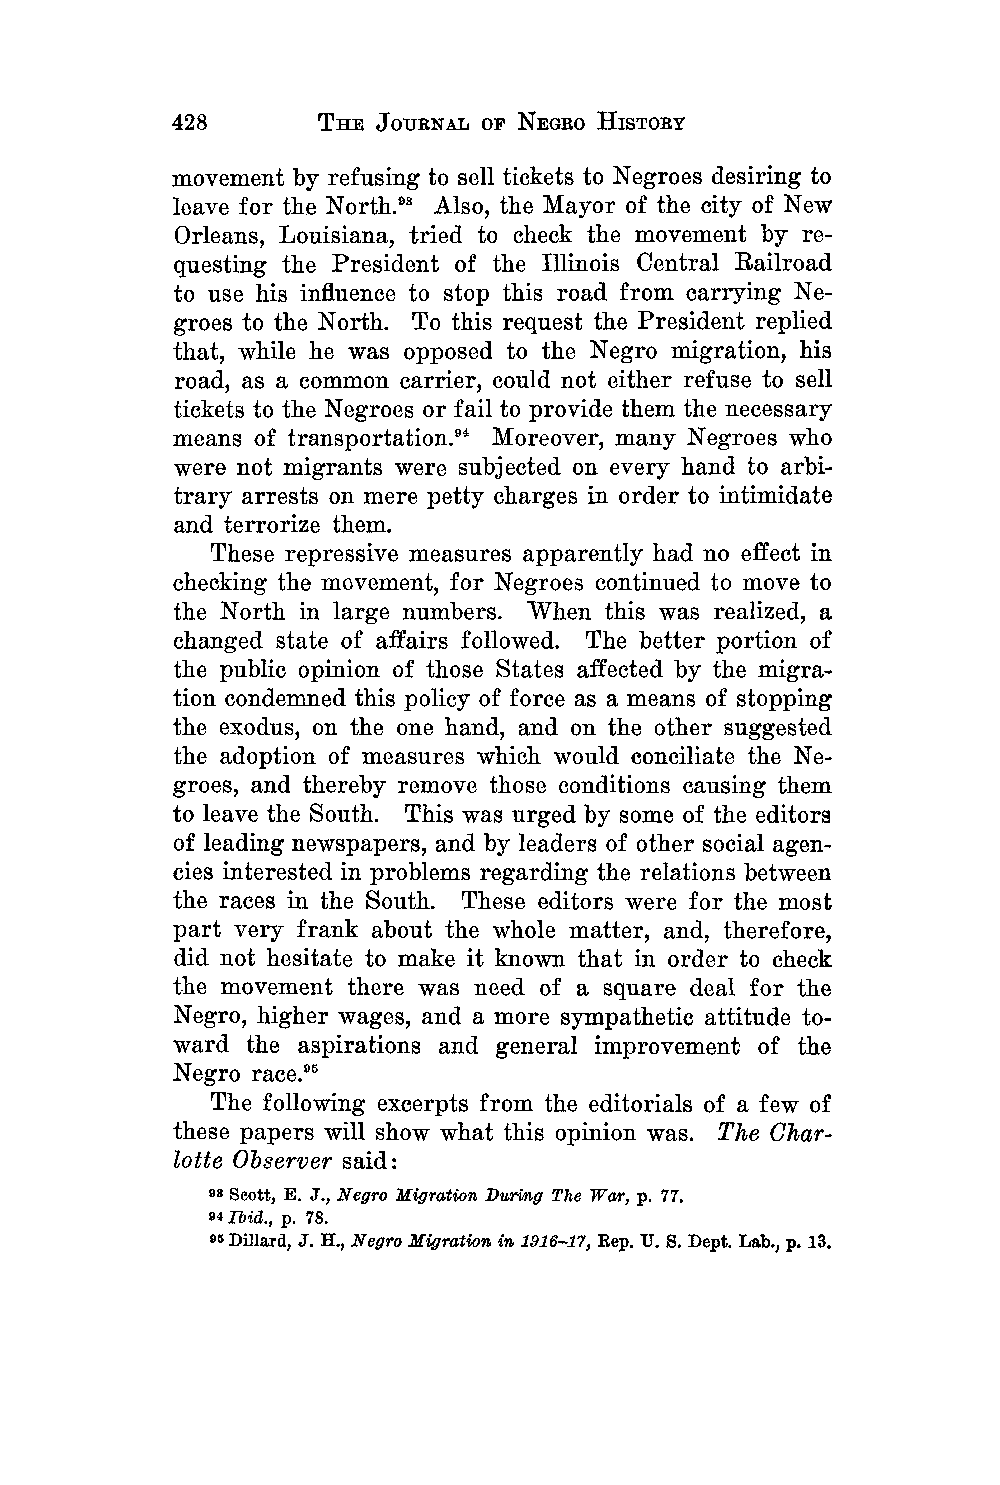 428 THE JOURNAL OF NEGRO HISTORY
movement by refusing to sell tickets to Negroes desiring to
leave for the North.⁹³ Also, the Mayor of the city of New
Orleans, Louisiana, tried to check the movement by re-
questing the President of the Illinois Central Railroad
to use his influence to stop this road from carrying Ne-
groes to the North. To this request the President replied
that, while he was opposed to the Negro migration, his
road, as a common carrier, could not either refuse to sell
tickets to the Negroes or fail to provide them the necessary
means of transportation.⁹⁴ Moreover, many Negroes who
were not migrants were subjected on every hand to arbi-
trary arrests on mere petty charges in order to intimidate
and terrorize them.
These repressive measures apparently had no effect in
checking the movement, for Negroes continued to move to
the North in large numbers. When this was realized, a
changed state of affairs followed. The better portion of
the public opinion of those States affected by the migra-
tion condemned this policy of force as a means of stopping
the exodus, on the one hand, and on the other suggested
the adoption of measures which would conciliate the Ne-
groes, and thereby remove those conditions causing them
to leave the South. This was urged by some of the editors
of leading newspapers, and by leaders of other social agen-
cies interested in problems regarding the relations between
the races in the South. These editors were for the most
part very frank about the whole matter, and, therefore,
did not hesitate to make it known that in order to check
the movement there was need of a square deal for the
Negro, higher wages, and a more sympathetic attitude to-
ward the aspirations and general improvement of the
Negro race.⁹⁵
The following excerpts from the editorials of a few of
these papers will show what this opinion was. The Char-
lotte Observer said:
⁹³ Scott, E. J., Negro Migration During The War, p. 77.
⁹⁴ Ibid., p. 78.
⁹⁵ Dillard, J. H., Negro Migration in 1916–17, Rep. U. S. Dept. Lab., p. 13.